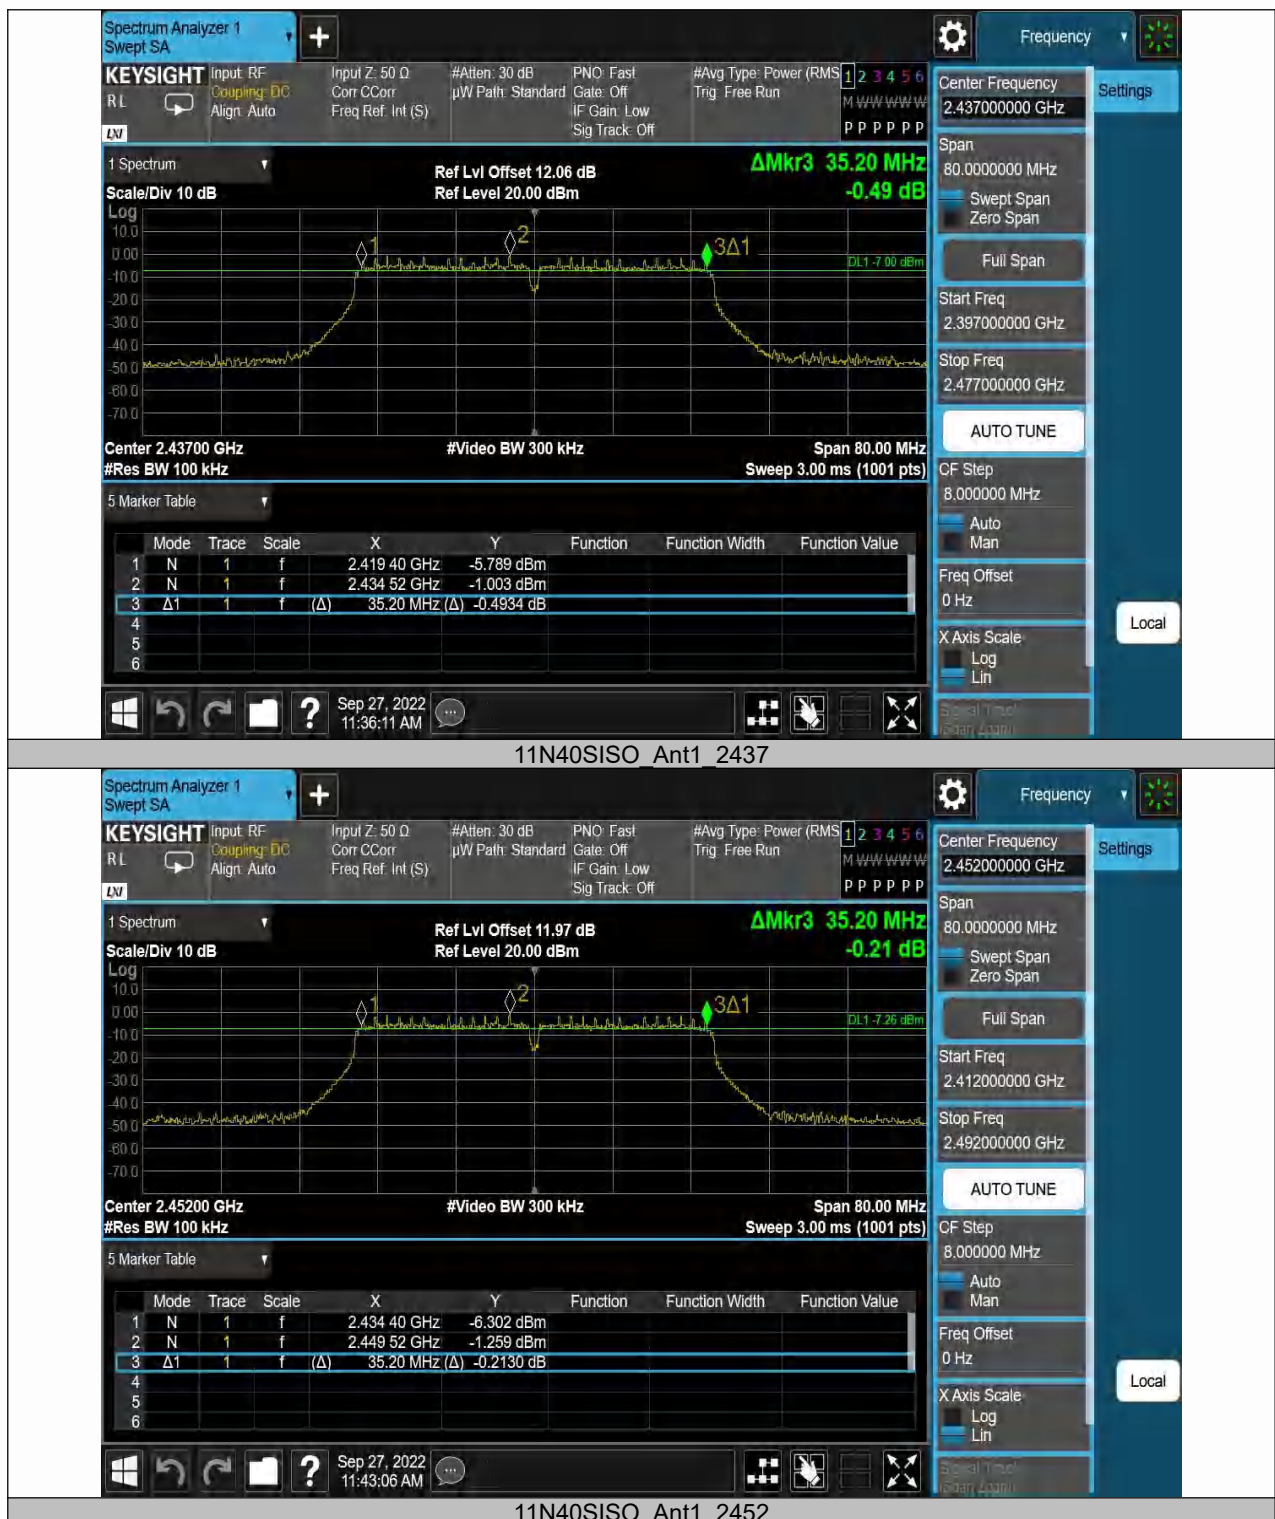 Spectrum Analyzer 1
Swept SA
Frequency
KEYSIGHT
Input: RF
Coupling: DC
Align: Auto
Input Z: 50 Ω
Corr CCorr
Freq Ref: Int (S)
#Atten: 30 dB
µW Path: Standard
PNO: Fast
Gate: Off
IF Gain: Low
Sig Track: Off
#Avg Type: Power (RMS
Trig: Free Run
1 2 3 4 5 6
M W W W W W
P P P P P P
R L
LXI
Center Frequency
2.437000000 GHz
Settings
Span
80.0000000 MHz
Swept Span
Zero Span
Full Span
Start Freq
2.397000000 GHz
Stop Freq
2.477000000 GHz
AUTO TUNE
CF Step
8.000000 MHz
Auto
Man
Freq Offset
0 Hz
X Axis Scale
Log
Lin
Local
1 Spectrum
Scale/Div 10 dB
Log
Ref Lvl Offset 12.06 dB
Ref Level 20.00 dBm
ΔMkr3 35.20 MHz
-0.49 dB
10.0
0.00
-10.0
-20.0
-30.0
-40.0
-50.0
-60.0
-70.0
1
2
3Δ1
DL1 -7.00 dBm
Center 2.43700 GHz
#Video BW 300 kHz
Span 80.00 MHz
#Res BW 100 kHz
Sweep 3.00 ms (1001 pts)
5 Marker Table
Mode Trace Scale X Y Function Function Width Function Value
1 N 1 f 2.419 40 GHz -5.789 dBm
2 N 1 f 2.434 52 GHz -1.003 dBm
3 Δ1 1 f (Δ) 35.20 MHz (Δ) -0.4934 dB
4
5
6
?
Sep 27, 2022
11:36:11 AM
11N40SISO_Ant1_2437
Spectrum Analyzer 1
Swept SA
Frequency
KEYSIGHT
Input: RF
Coupling: DC
Align: Auto
Input Z: 50 Ω
Corr CCorr
Freq Ref: Int (S)
#Atten: 30 dB
µW Path: Standard
PNO: Fast
Gate: Off
IF Gain: Low
Sig Track: Off
#Avg Type: Power (RMS
Trig: Free Run
1 2 3 4 5 6
M W W W W W
P P P P P P
R L
LXI
Center Frequency
2.452000000 GHz
Settings
Span
80.0000000 MHz
Swept Span
Zero Span
Full Span
Start Freq
2.412000000 GHz
Stop Freq
2.492000000 GHz
AUTO TUNE
CF Step
8.000000 MHz
Auto
Man
Freq Offset
0 Hz
X Axis Scale
Log
Lin
Local
1 Spectrum
Scale/Div 10 dB
Log
Ref Lvl Offset 11.97 dB
Ref Level 20.00 dBm
ΔMkr3 35.20 MHz
-0.21 dB
10.0
0.00
-10.0
-20.0
-30.0
-40.0
-50.0
-60.0
-70.0
1
2
3Δ1
DL1 -7.26 dBm
Center 2.45200 GHz
#Video BW 300 kHz
Span 80.00 MHz
#Res BW 100 kHz
Sweep 3.00 ms (1001 pts)
5 Marker Table
Mode Trace Scale X Y Function Function Width Function Value
1 N 1 f 2.434 40 GHz -6.302 dBm
2 N 1 f 2.449 52 GHz -1.259 dBm
3 Δ1 1 f (Δ) 35.20 MHz (Δ) -0.2130 dB
4
5
6
?
Sep 27, 2022
11:43:06 AM
11N40SISO_Ant1_2452